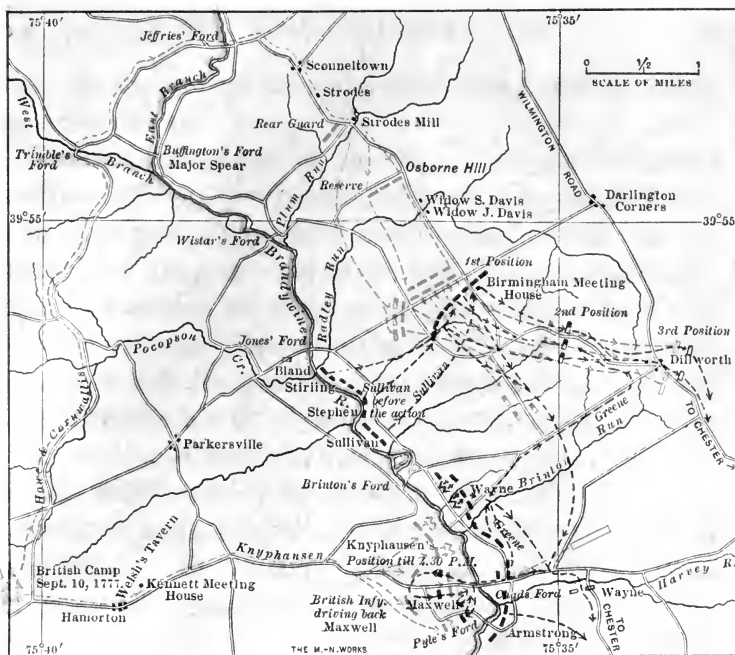 75°40'
75°35'
Jeffries' Ford
Sconneltown
Strodes
0 ½ 1
SCALE OF MILES
East Branch
West
Branch
WILMINGTON
ROAD
Rear Guard
Strodes Mill
Trimble's
Ford
Buffington's Ford
Major Spear
Osborne Hill
Plum Run
Reserve
Widow S. Davis
Widow J. Davis
Darlington
Corners
39°55
39°55
Wistar's Ford
Brandywine
Radley Run
1st Position
Birmingham Meeting
House
2nd Position
3rd Position
Dilworth
Jones' Ford
Pocopson
Cr.
Bland
Stirling
R.
Stephen
Sullivan
before
the action
Sullivan
Sullivan
Greene
Run
TO CHESTER
Howe & Cornwallis
Parkersville
Brinton's Ford
Wayne
Brinton
Greene
Welsh's Tavern
Knyphausen
Knyphausen's
Position till 4.30 P.M.
British Camp
Sept. 10, 1777.
Kennett Meeting
House
Hamorton
British Infy.
driving back
Maxwell
Maxwell
Chads Ford
Wayne
Harvey R.
Pyle's Ford
Armstrong
TO
CHESTER
75°40'
75°35'
THE M.-N. WORKS